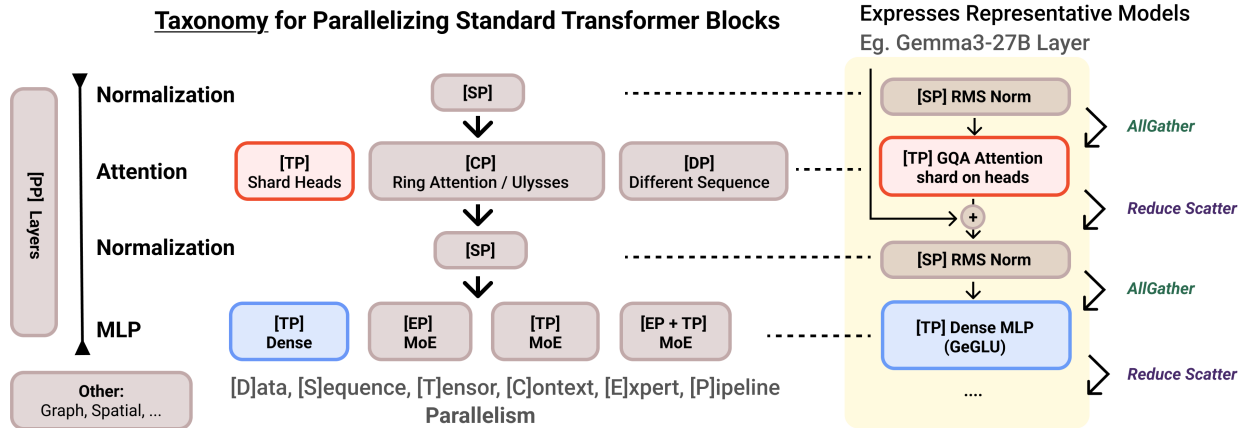 Taxonomy for Parallelizing Standard Transformer Blocks
Expresses Representative Models
Eg. Gemma3-27B Layer
[PP] Layers
Normalization
[SP]
Attention
[TP]
Shard Heads
[CP]
Ring Attention / Ulysses
[DP]
Different Sequence
Normalization
[SP]
MLP
[TP]
Dense
[EP]
MoE
[TP]
MoE
[EP + TP]
MoE
Other:
Graph, Spatial, ...
[D]ata, [S]equence, [T]ensor, [C]ontext, [E]xpert, [P]ipeline
Parallelism
[SP] RMS Norm
AllGather
[TP] GQA Attention
shard on heads
Reduce Scatter
+
[SP] RMS Norm
AllGather
[TP] Dense MLP
(GeGLU)
Reduce Scatter
....